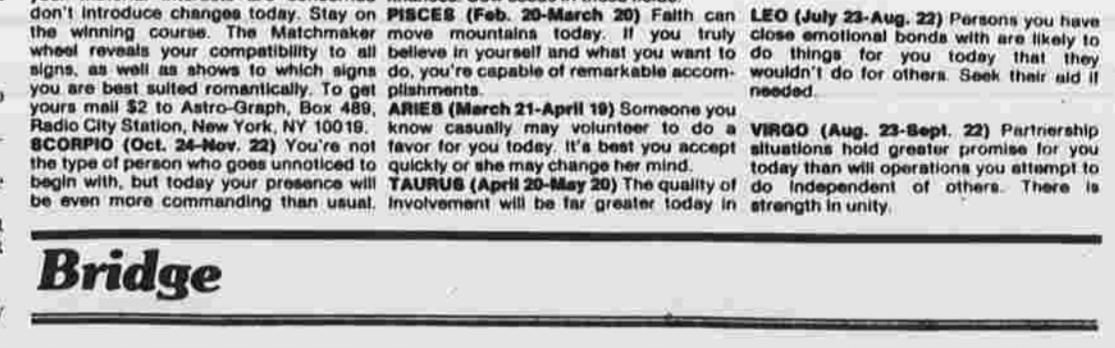 don't introduce changes today. Stay on
the winning course. The Matchmaker
wheel reveals your compatibility to all
signs, as well as shows to which signs
you are best suited romantically. To get
yours mail $2 to Astro-Graph, Box 489,
Radio City Station, New York, NY 10019.
SCORPIO (Oct. 24-Nov. 22) You're not
the type of person who goes unnoticed to
begin with, but today your presence will
be even more commanding than usual.
PISCES (Feb. 20-March 20) Faith can
move mountains today. If you truly
believe in yourself and what you want to
do, you're capable of remarkable accom-
plishments.
ARIES (March 21-April 19) Someone you
know casually may volunteer to do a
favor for you today. It's best you accept
quickly or she may change her mind.
TAURUS (April 20-May 20) The quality of
involvement will be far greater today in
LEO (July 23-Aug. 22) Persons you have
close emotional bonds with are likely to
do things for you today that they
wouldn't do for others. Seek their aid if
needed.
VIRGO (Aug. 23-Sept. 22) Partnership
situations hold greater promise for you
today than will operations you attempt to
do independent of others. There is
strength in unity.
Bridge